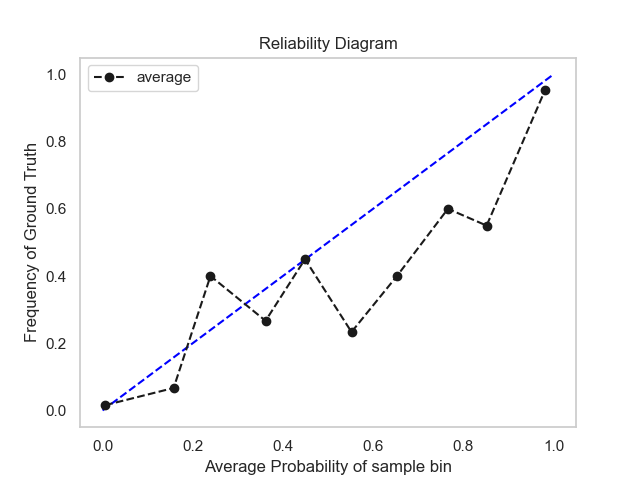 Reliability Diagram
average
Frequency of Ground Truth
1.0
0.8
0.6
0.4
0.2
0.0
0.0 0.2 0.4 0.6 0.8 1.0
Average Probability of sample bin